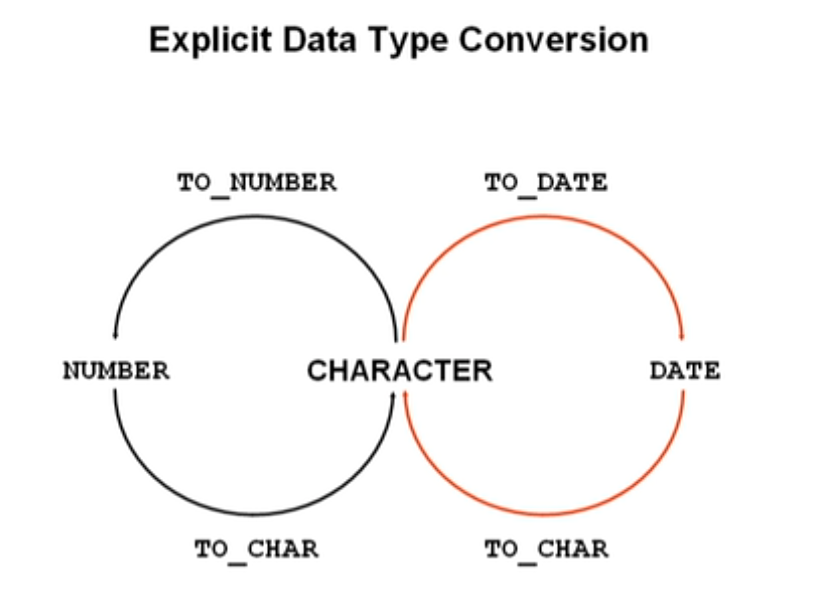 Explicit Data Type Conversion
TO_NUMBER TO_DATE
NUMBER CHARACTER DATE
TO_CHAR TO_CHAR